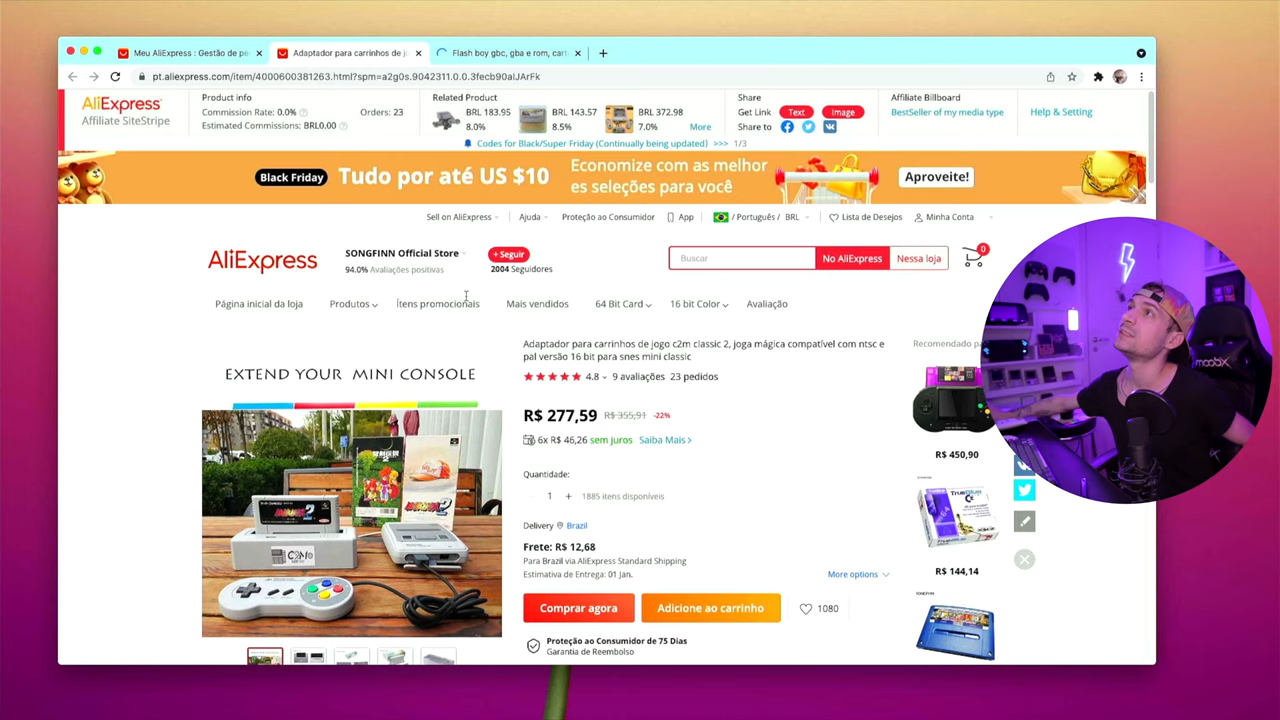 Meu AliExpress : Gestão de pe
Adaptador para carrinhos de jo
Flash boy gbc, gba e rom, cart
pt.aliexpress.com/item/4000600381263.html?spm=a2g0s.9042311.0.0.3fecb90alJArFk
AliExpress
Affiliate SiteStripe
Product info
Commission Rate: 0.0%
Orders: 23
Estimated Commissions: BRL0.00
Related Product
BRL 183.95
8.0%
BRL 143.57
8.5%
BRL 372.98
7.0%
More
Share
Get Link
Text
Image
Share to
Affiliate Billboard
BestSeller of my media type
Help & Setting
Codes for Black/Super Friday (Continually being updated) >>> 1/3
Black Friday
Tudo por até US $10
Economize com as melhor
es seleções para você
Aproveite!
Sell on AliExpress
Ajuda
Proteção ao Consumidor
App
/ Português / BRL
Lista de Desejos
Minha Conta
AliExpress
SONGFINN Official Store
94.0% Avaliações positivas
+ Seguir
2004 Seguidores
Buscar
No AliExpress
Nessa loja
0
Página inicial da loja
Produtos
Itens promocionais
Mais vendidos
64 Bit Card
16 bit Color
Avaliação
EXTEND YOUR MINI CONSOLE
Adaptador para carrinhos de jogo c2m classic 2, joga mágica compatível com ntsc e
pal versão 16 bit para snes mini classic
4.8
9 avaliações
23 pedidos
R$ 277,59 R$ 355,91 -22%
6x R$ 46,26 sem juros Saiba Mais
Quantidade:
1
+
1885 itens disponíveis
Delivery
Brazil
Frete: R$ 12,68
Para Brazil via AliExpress Standard Shipping
Estimativa de Entrega: 01 Jan.
More options
Comprar agora
Adicione ao carrinho
1080
Proteção ao Consumidor de 75 Dias
Garantia de Reembolso
Recomendado pa
R$ 450,90
R$ 144,14
moobx